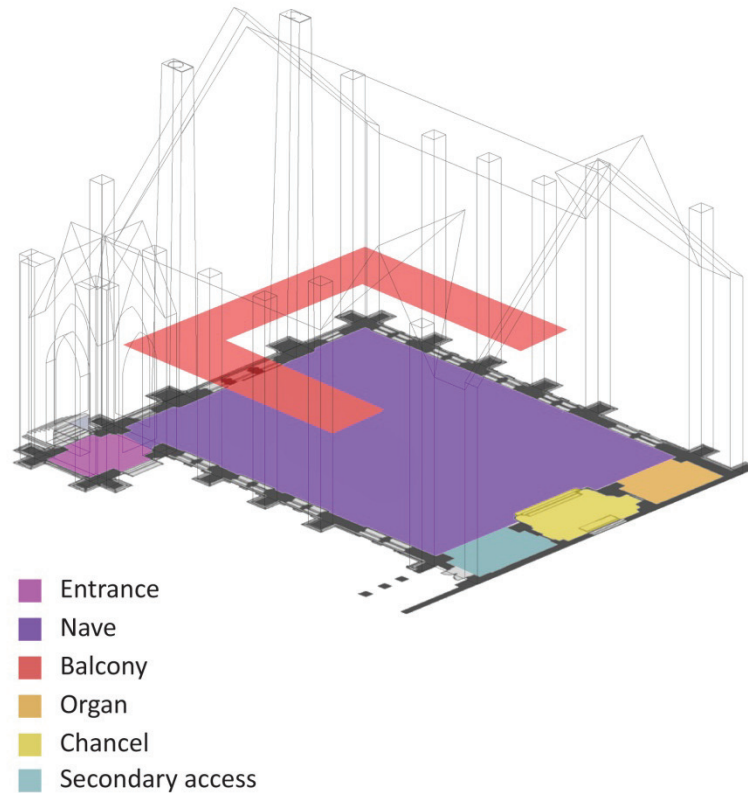 Entrance
Nave
Balcony
Organ
Chancel
Secondary access